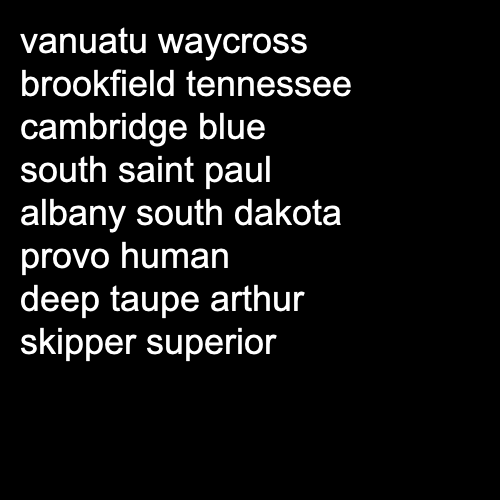 vanuatu waycross
brookfield tennessee
cambridge blue
south saint paul
albany south dakota
provo human
deep taupe arthur
skipper superior